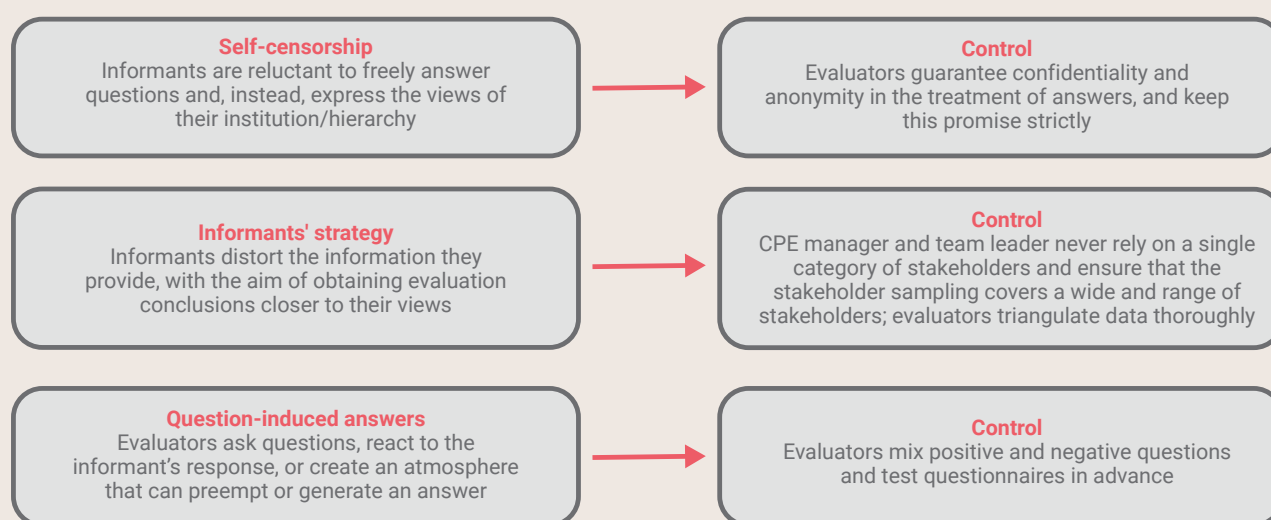 Self-censorship
Informants are reluctant to freely answer
questions and, instead, express the views of
their institution/hierarchy
Control
Evaluators guarantee confidentiality and
anonymity in the treatment of answers, and keep
this promise strictly
Informants' strategy
Informants distort the information they
provide, with the aim of obtaining evaluation
conclusions closer to their views
Control
CPE manager and team leader never rely on a single
category of stakeholders and ensure that the
stakeholder sampling covers a wide and range of
stakeholders; evaluators triangulate data thoroughly
Question-induced answers
Evaluators ask questions, react to the
informant’s response, or create an atmosphere
that can preempt or generate an answer
Control
Evaluators mix positive and negative questions
and test questionnaires in advance